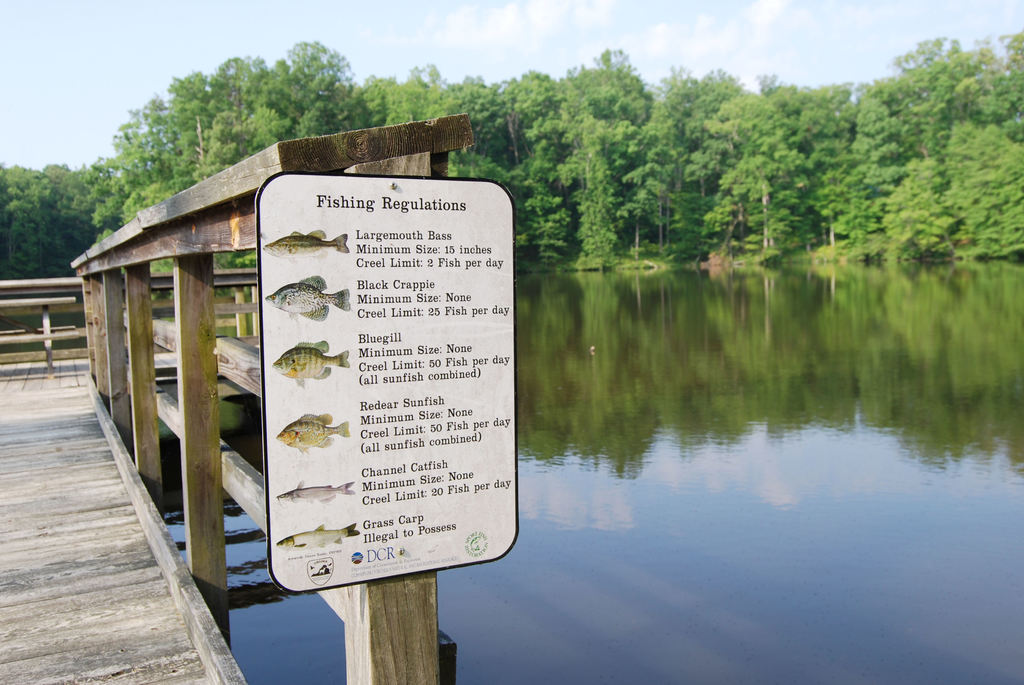 Fishing Regulations
Largemouth Bass
Minimum Size: 15 inches
Creel Limit: 2 Fish per day
Black Crappie
Minimum Size: None
Creel Limit: 25 Fish per day
Bluegill
Minimum Size: None
Creel Limit: 50 Fish per day
(all sunfish combined)
Redear Sunfish
Minimum Size: None
Creel Limit: 50 Fish per day
(all sunfish combined)
Channel Catfish
Minimum Size: None
Creel Limit: 20 Fish per day
Grass Carp
Illegal to Possess
DCR